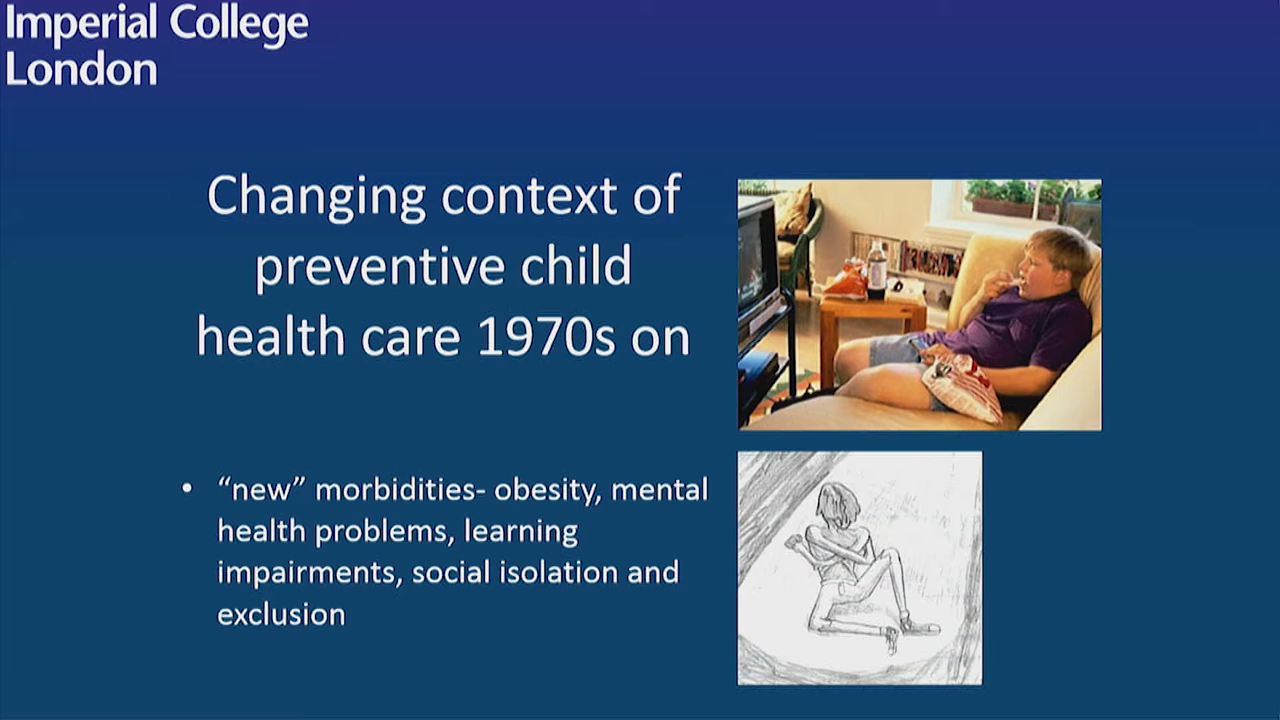 Imperial College
London
Changing context of
preventive child
health care 1970s on
• “new” morbidities- obesity, mental
health problems, learning
impairments, social isolation and
exclusion